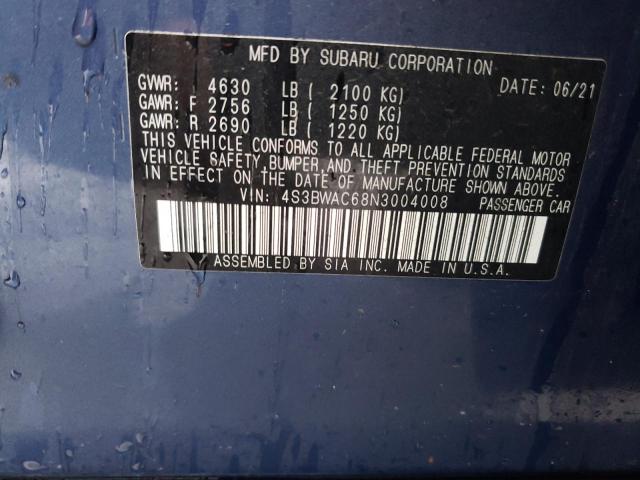 MFD BY SUBARU CORPORATION
GVWR: 4630 LB ( 2100 KG) DATE: 06/21
GAWR: F 2756 LB ( 1250 KG)
GAWR: R 2690 LB ( 1220 KG)
THIS VEHICLE CONFORMS TO ALL APPLICABLE FEDERAL MOTOR
VEHICLE SAFETY, BUMPER, AND THEFT PREVENTION STANDARDS
IN EFFECT ON THE DATE OF MANUFACTURE SHOWN ABOVE.
VIN: 4S3BWAC68N3004008 PASSENGER CAR
ASSEMBLED BY SIA INC. MADE IN U.S.A.